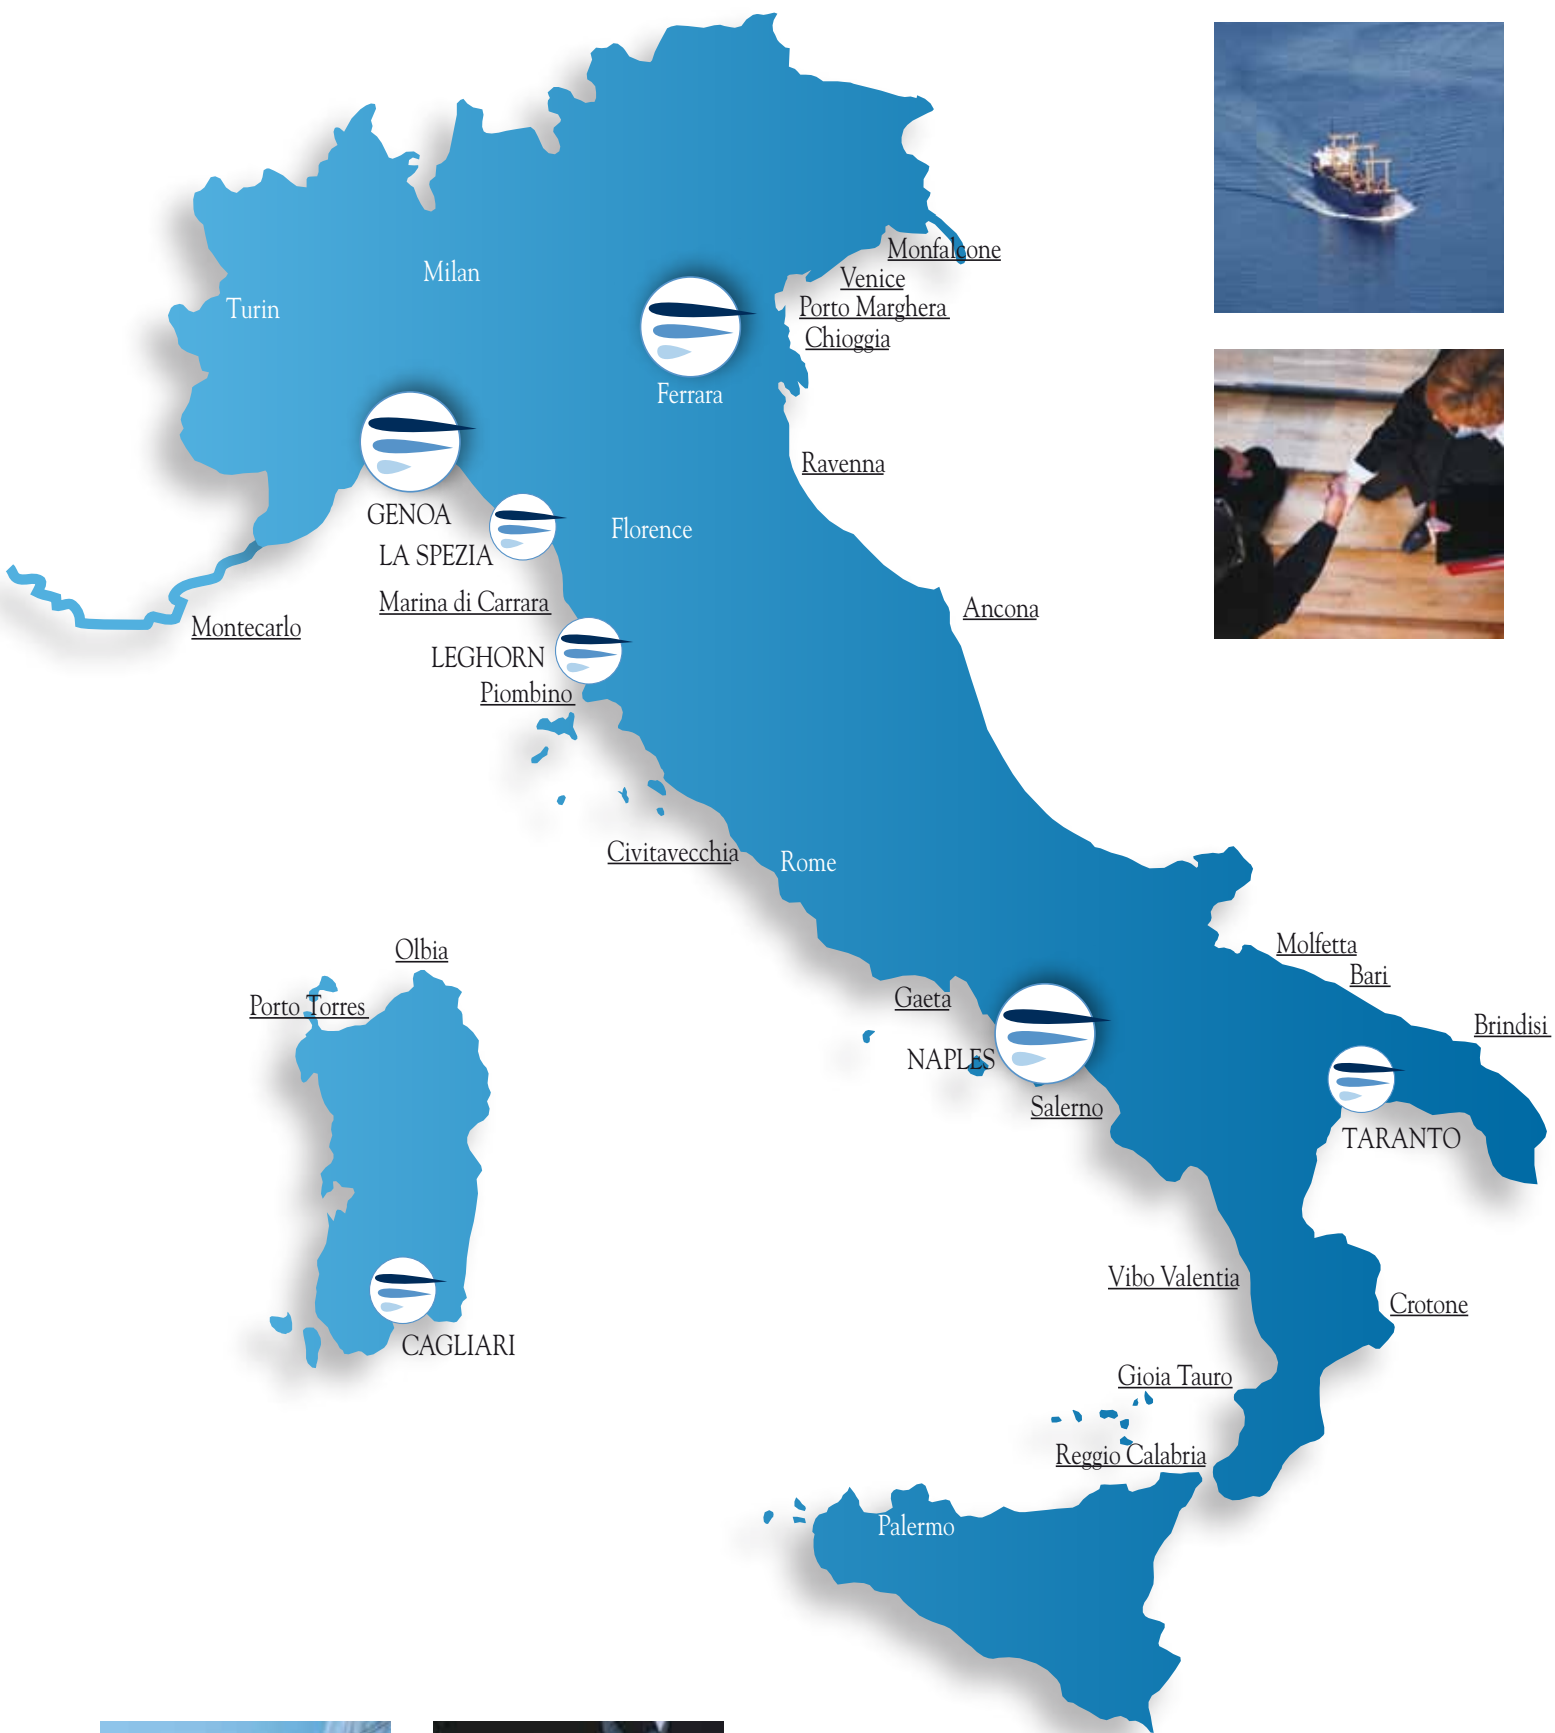 Monfalcone
Milan
Venice
Turin
Porto Marghera
Chioggia
Ferrara
Ravenna
GENOA
Florence
LA SPEZIA
Marina di Carrara
Ancona
Montecarlo
LEGHORN
Piombino
Civitavecchia
Rome
Olbia
Molfetta
Bari
Porto Torres
Gaeta
Brindisi
NAPLES
Salerno
TARANTO
Vibo Valentia
Crotone
CAGLIARI
Gioia Tauro
Reggio Calabria
Palermo